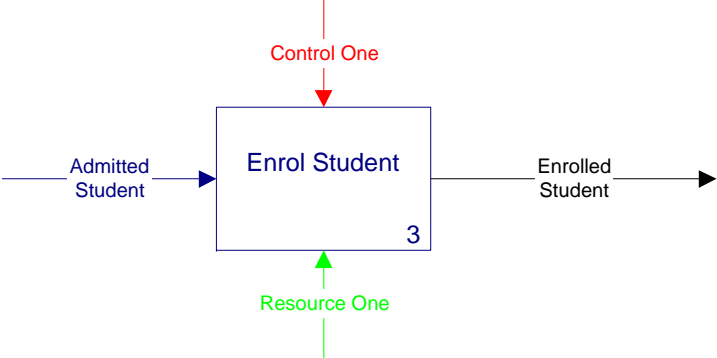 Control One
Admitted
Student
Enrol Student
Enrolled
Student
3
Resource One